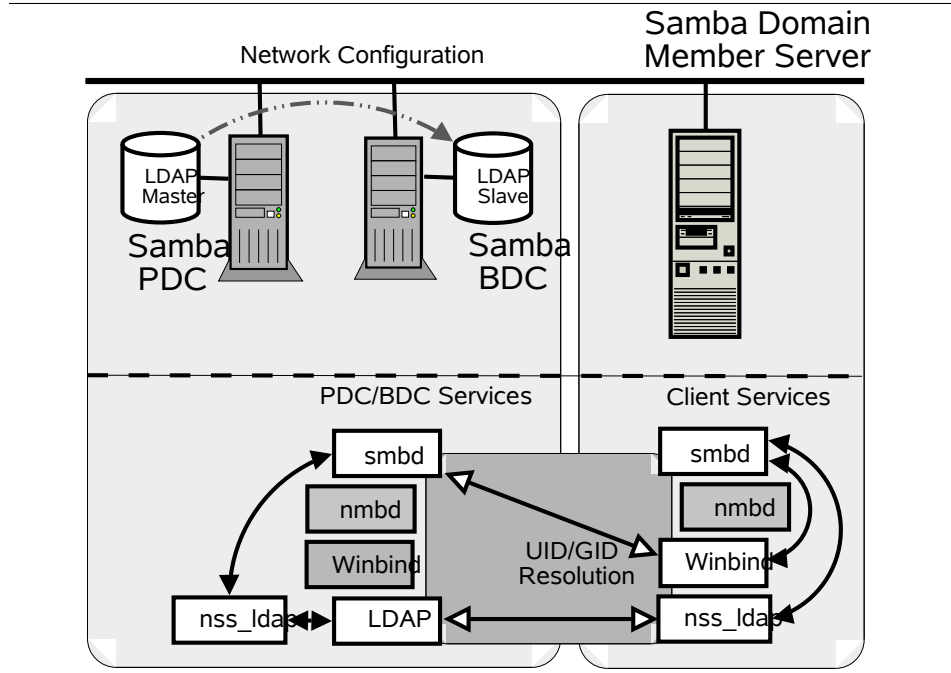 Samba Domain
Member Server
Network Configuration
LDAP
Master
LDAP
Slave
Samba
PDC
Samba
BDC
PDC/BDC Services
Client Services
smbd
nmbd
Winbind
nss_ldap
LDAP
UID/GID
Resolution
smbd
nmbd
Winbind
nss_ldap